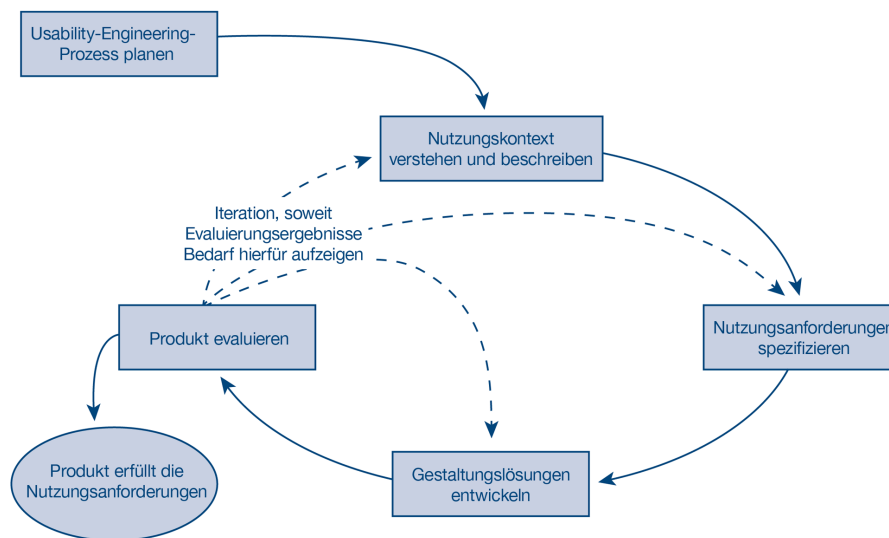 Usability-Engineering-
Prozess planen
Nutzungskontext
verstehen und beschreiben
Iteration, soweit
Evaluierungsergebnisse
Bedarf hierfür aufzeigen
Produkt evaluieren
Nutzungsanforderungen
spezifizieren
Produkt erfüllt die
Nutzungsanforderungen
Gestaltungslösungen
entwickeln